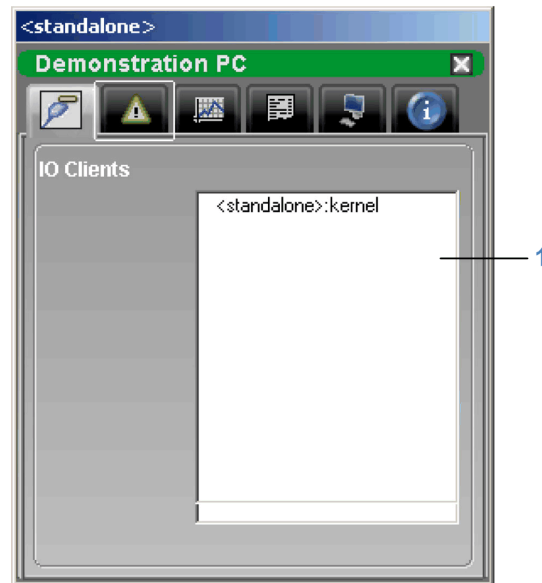 <standalone>
Demonstration PC
IO Clients
<standalone>:kernel
1